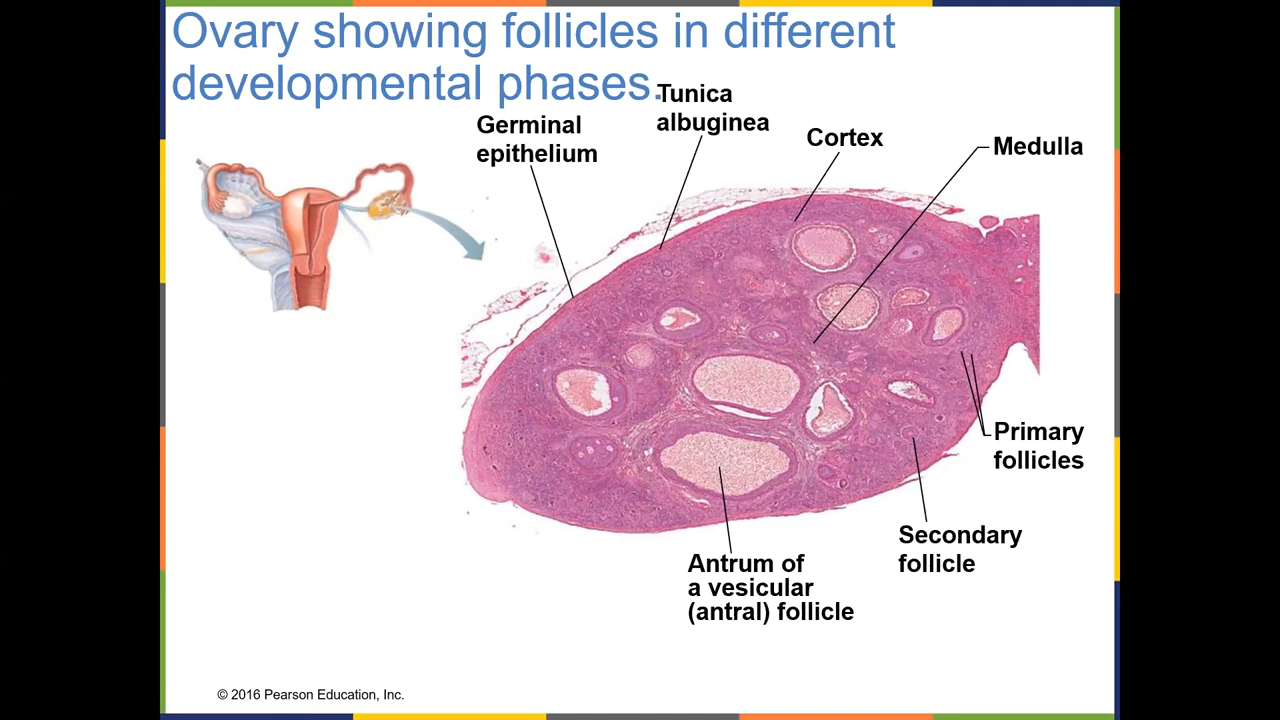 Ovary showing follicles in different
developmental phases.
Tunica
albuginea
Germinal
epithelium
Cortex
Medulla
Primary
follicles
Secondary
follicle
Antrum of
a vesicular
(antral) follicle
© 2016 Pearson Education, Inc.